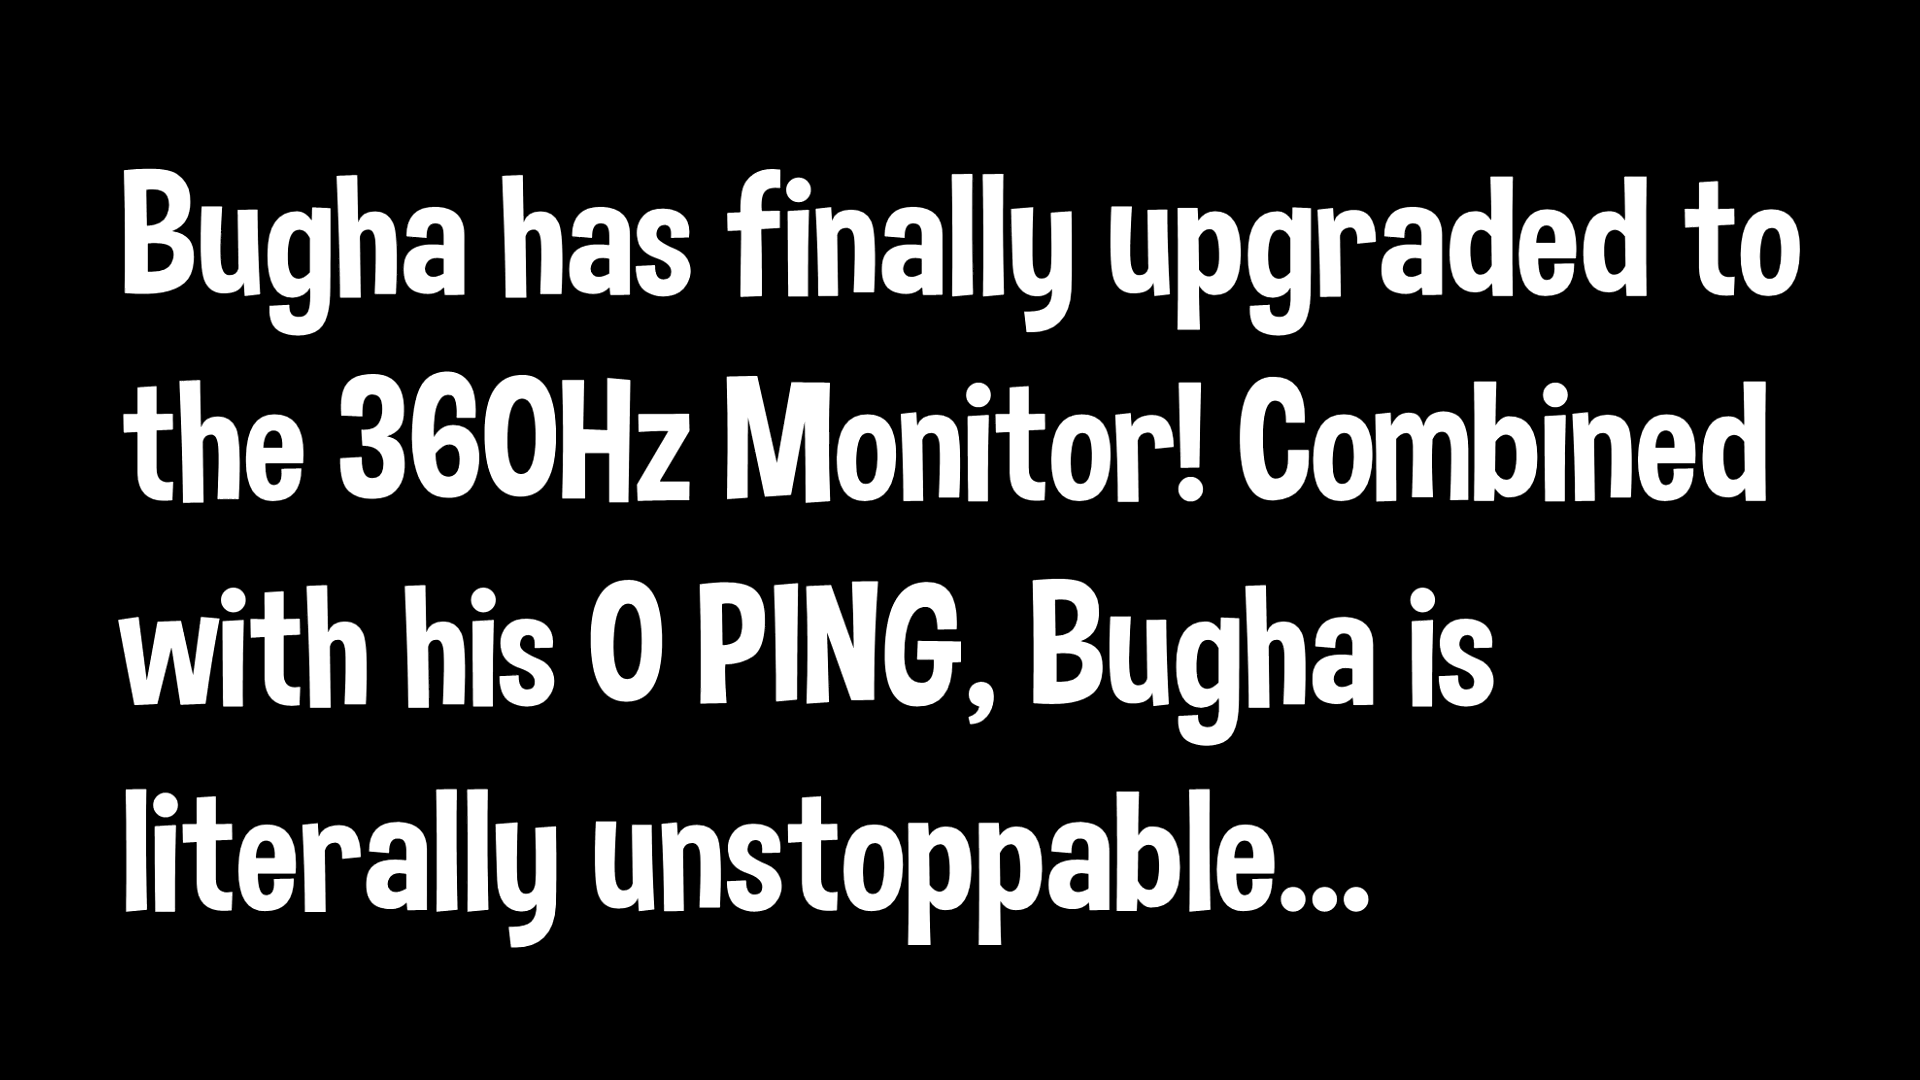 Bugha has finally upgraded to
the 360Hz Monitor! Combined
with his 0 PING, Bugha is
literally unstoppable...